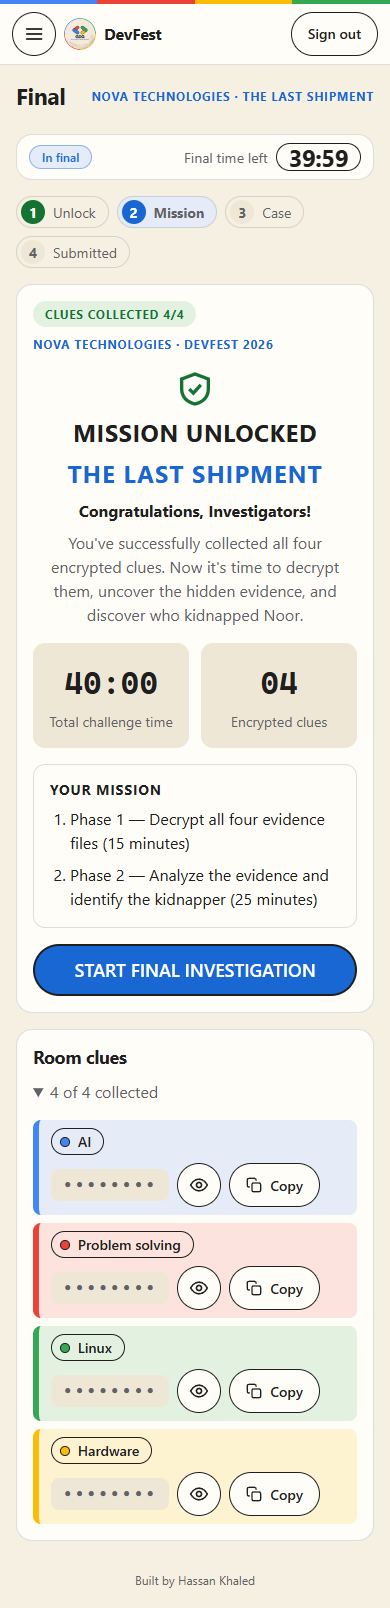 DevFest
Sign out
Final
NOVA TECHNOLOGIES · THE LAST SHIPMENT
In final
Final time left
39:59
1 Unlock
2 Mission
3 Case
4 Submitted
CLUES COLLECTED 4/4
NOVA TECHNOLOGIES · DEVFEST 2026
MISSION UNLOCKED
THE LAST SHIPMENT
Congratulations, Investigators!
You've successfully collected all four
encrypted clues. Now it's time to decrypt
them, uncover the hidden evidence, and
discover who kidnapped Noor.
40:00
Total challenge time
04
Encrypted clues
YOUR MISSION
1. Phase 1 — Decrypt all four evidence
files (15 minutes)
2. Phase 2 — Analyze the evidence and
identify the kidnapper (25 minutes)
START FINAL INVESTIGATION
Room clues
▼ 4 of 4 collected
AI
•••••••• Copy
Problem solving
•••••••• Copy
Linux
•••••••• Copy
Hardware
•••••••• Copy
Built by Hassan Khaled